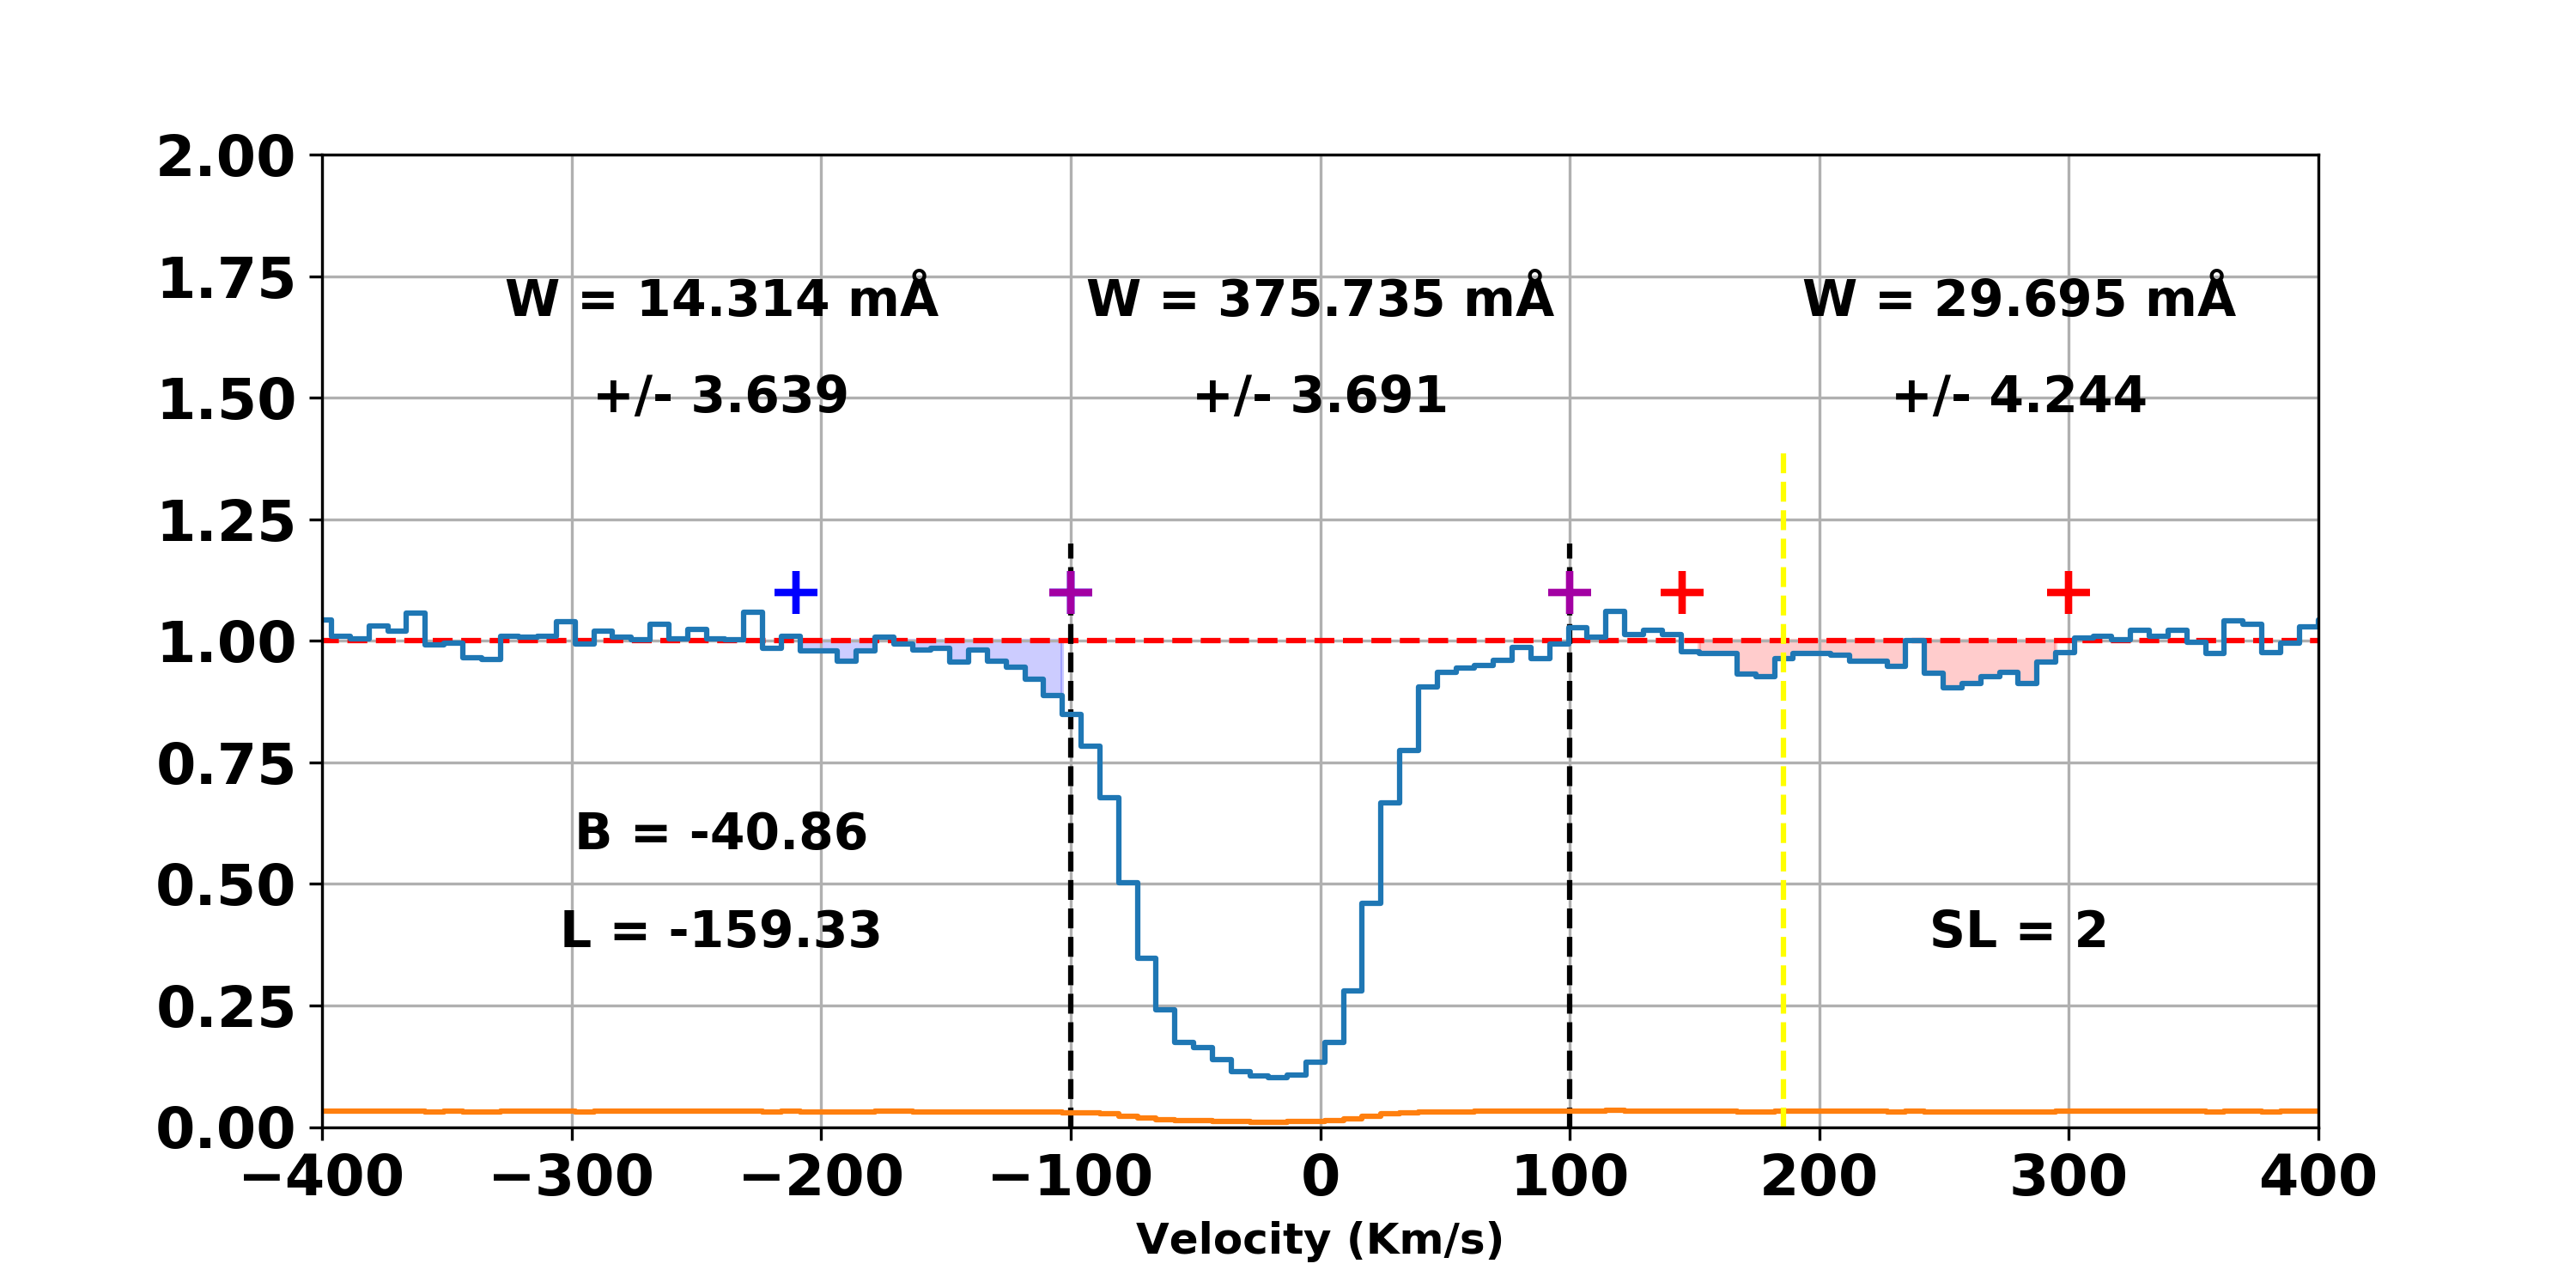 2.00
1.75
1.50
1.25
1.00
0.75
0.50
0.25
0.00
W = 14.314 mÅ
+/- 3.639
W = 375.735 mÅ
+/- 3.691
W = 29.695 mÅ
+/- 4.244
B = -40.86
L = -159.33
SL = 2
−400 −300 −200 −100 0 100 200 300 400
Velocity (Km/s)